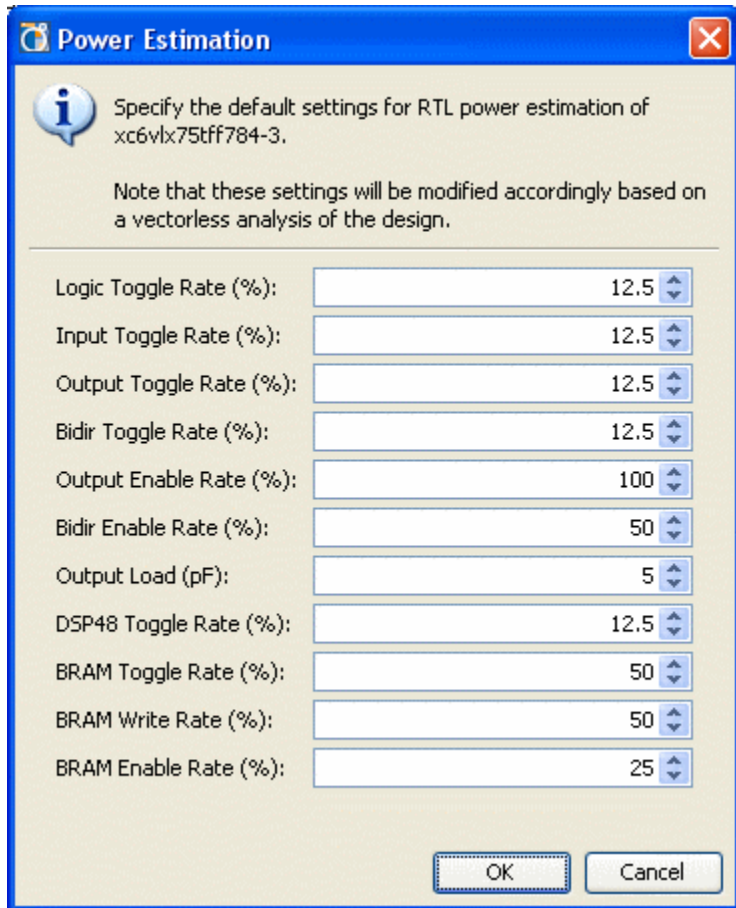 Power Estimation
Specify the default settings for RTL power estimation of
xc6vlx75tff784-3.
Note that these settings will be modified accordingly based on
a vectorless analysis of the design.
Logic Toggle Rate (%): 12.5
Input Toggle Rate (%): 12.5
Output Toggle Rate (%): 12.5
Bidir Toggle Rate (%): 12.5
Output Enable Rate (%): 100
Bidir Enable Rate (%): 50
Output Load (pF): 5
DSP48 Toggle Rate (%): 12.5
BRAM Toggle Rate (%): 50
BRAM Write Rate (%): 50
BRAM Enable Rate (%): 25
OK Cancel